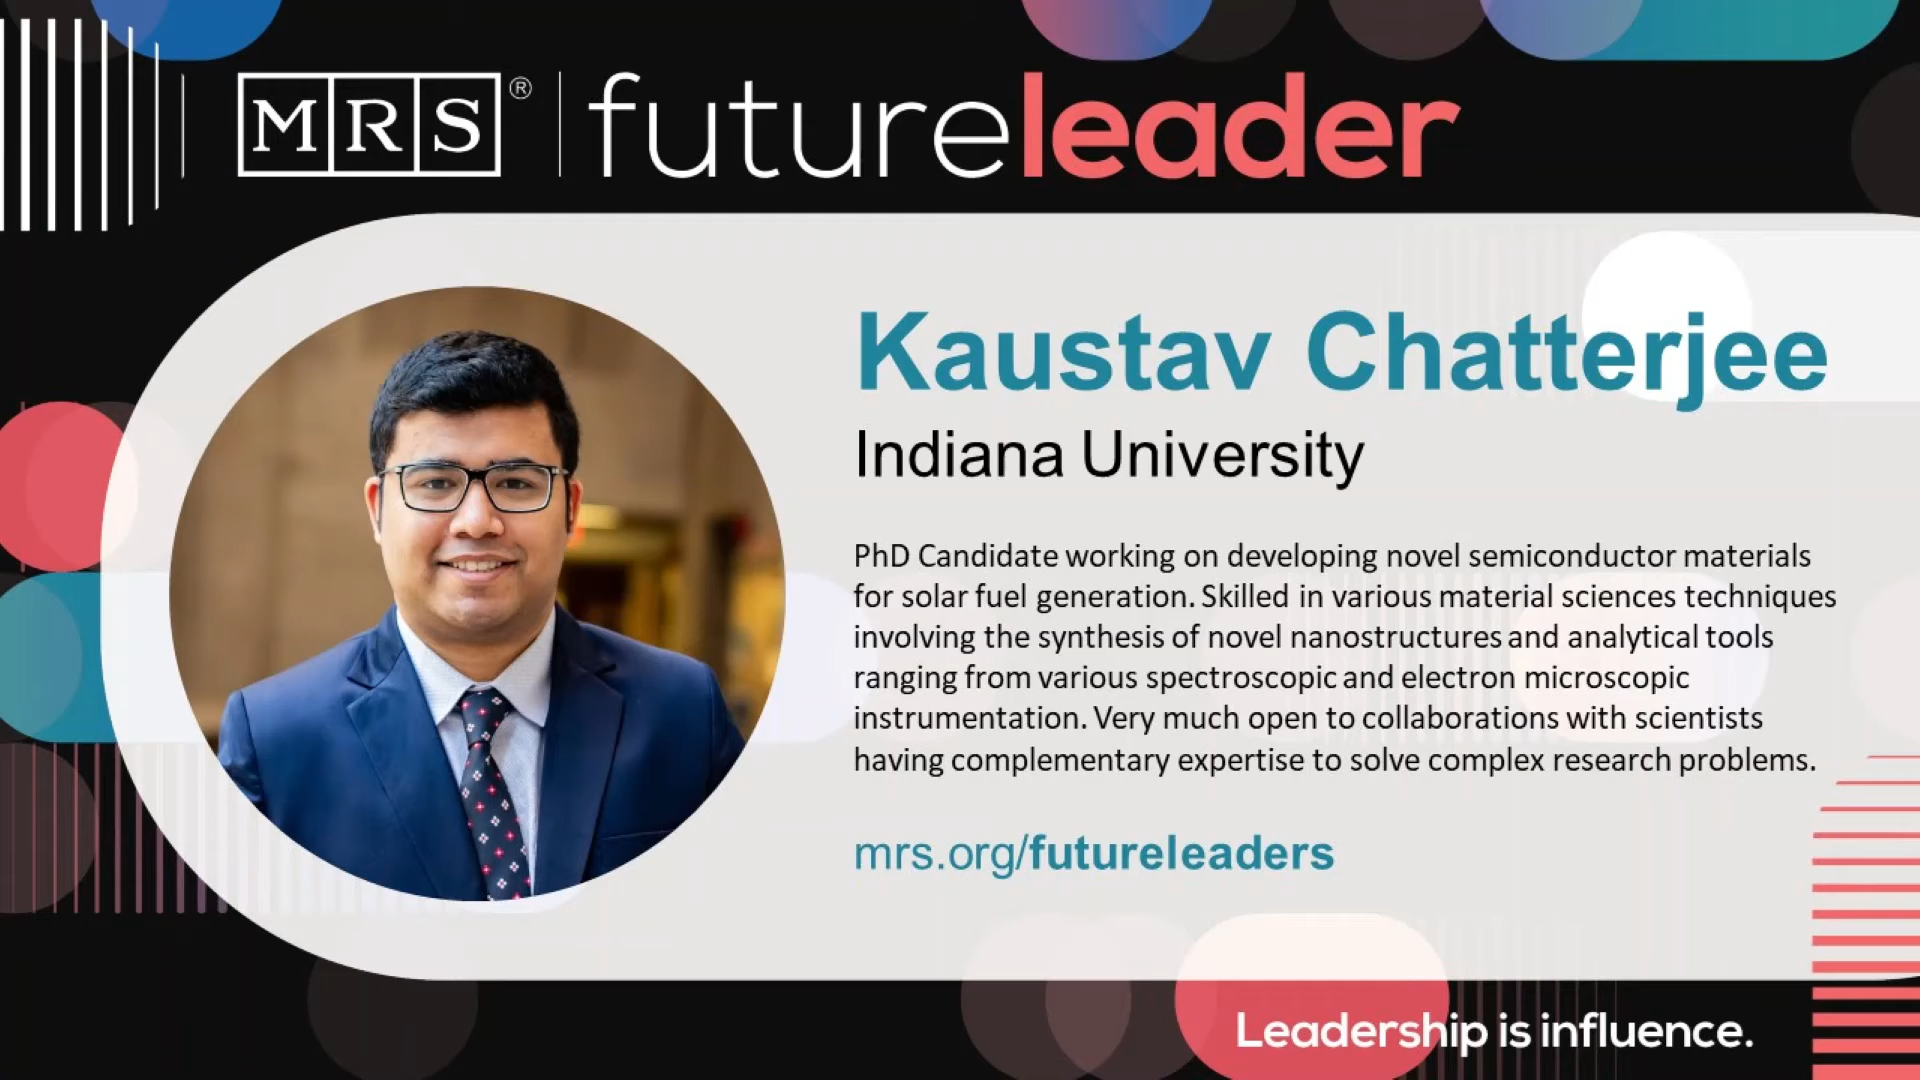 MRS® futureleader
Kaustav Chatterjee
Indiana University
PhD Candidate working on developing novel semiconductor materials
for solar fuel generation. Skilled in various material sciences techniques
involving the synthesis of novel nanostructures and analytical tools
ranging from various spectroscopic and electron microscopic
instrumentation. Very much open to collaborations with scientists
having complementary expertise to solve complex research problems.
mrs.org/futureleaders
Leadership is influence.